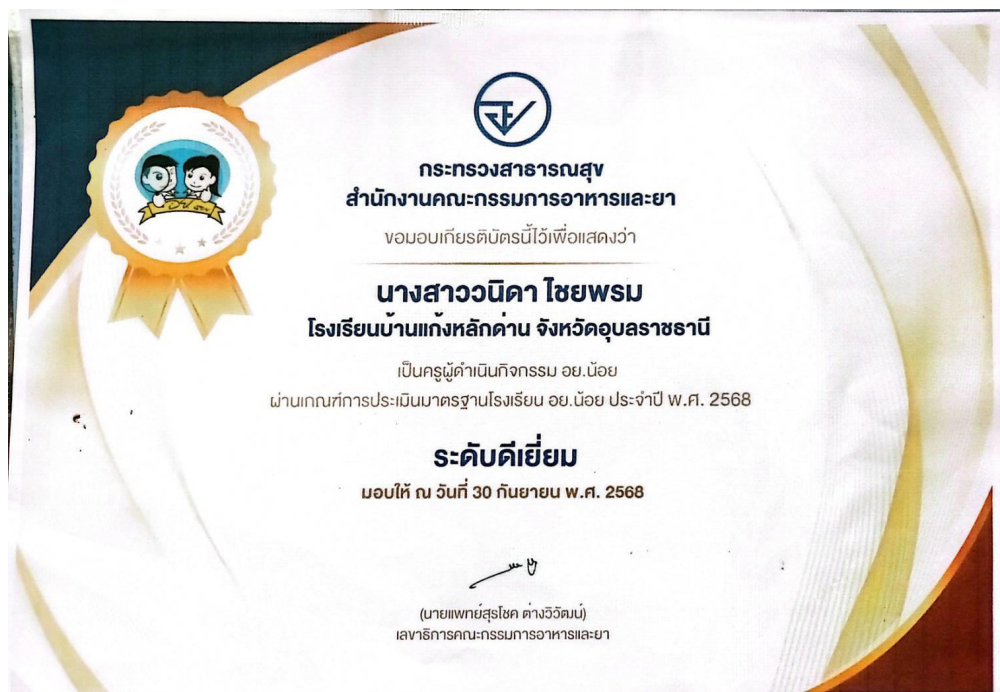 กระทรวงสาธารณสุข
สำนักงานคณะกรรมการอาหารและยา
ขอมอบเกียรติบัตรนี้ไว้เพื่อแสดงว่า
นางสาววนิดา ไชยพรม
โรงเรียนบ้านแก้งหลักด่าน จังหวัดอุบลราชธานี
เป็นครูผู้ดำเนินกิจกรรม อย.น้อย
ผ่านเกณฑ์การประเมินมาตรฐานโรงเรียน อย.น้อย ประจำปี พ.ศ. 2568
ระดับดีเยี่ยม
มอบให้ ณ วันที่ 30 กันยายน พ.ศ. 2568
(นายแพทย์สุรโชค ต่างวิวัฒน์)
เลขาธิการคณะกรรมการอาหารและยา